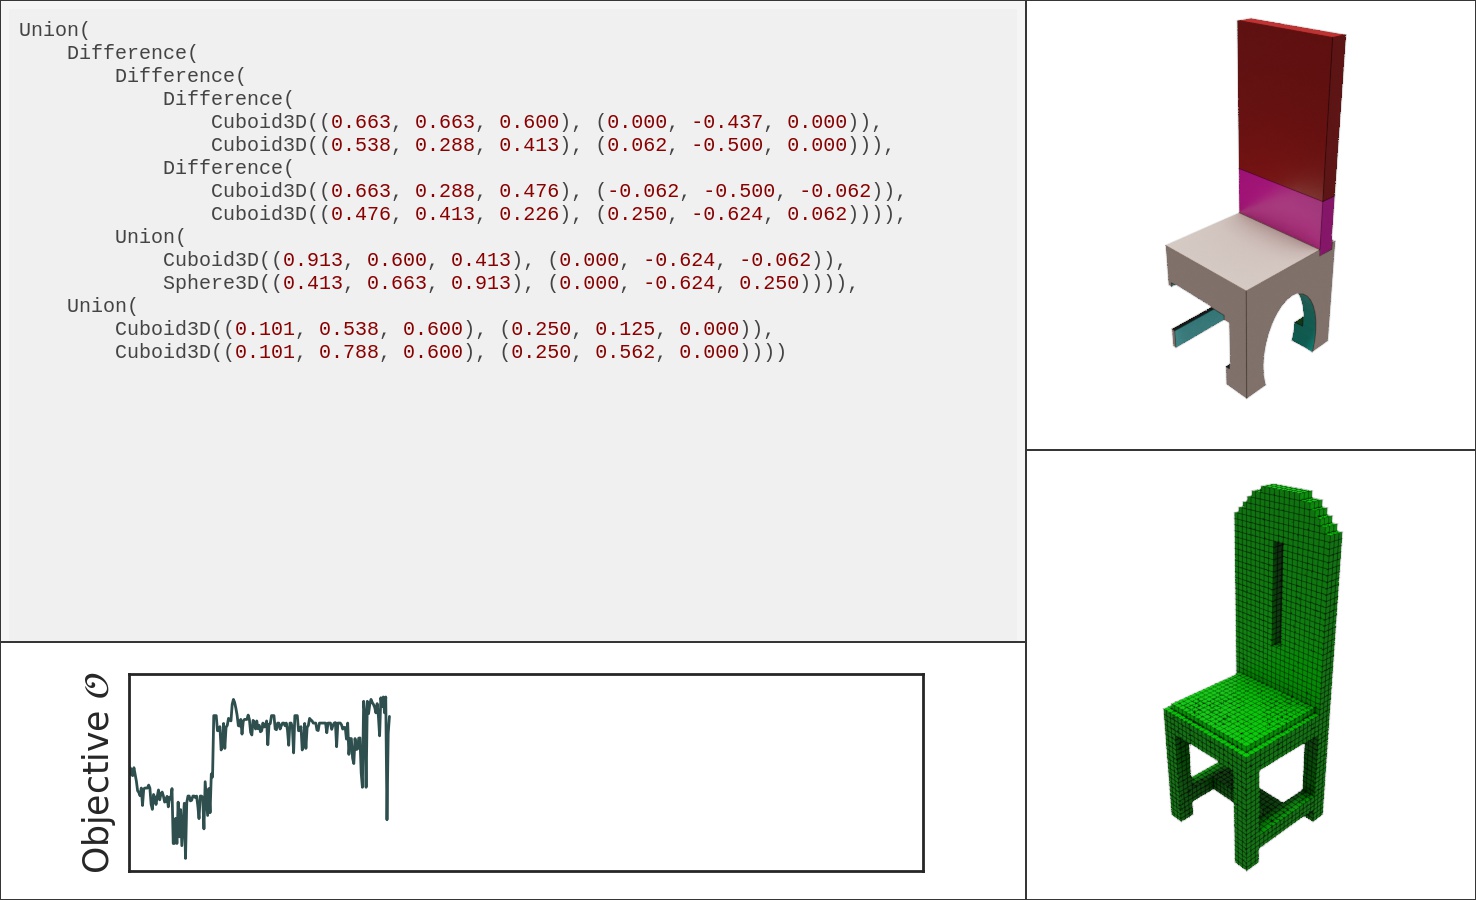 Union(
    Difference(
        Difference(
            Difference(
                Cuboid3D((0.663, 0.663, 0.600), (0.000, -0.437, 0.000)),
                Cuboid3D((0.538, 0.288, 0.413), (0.062, -0.500, 0.000))),
            Difference(
                Cuboid3D((0.663, 0.288, 0.476), (-0.062, -0.500, -0.062)),
                Cuboid3D((0.476, 0.413, 0.226), (0.250, -0.624, 0.062)))),
        Union(
            Cuboid3D((0.913, 0.600, 0.413), (0.000, -0.624, -0.062)),
            Sphere3D((0.413, 0.663, 0.913), (0.000, -0.624, 0.250)))),
    Union(
        Cuboid3D((0.101, 0.538, 0.600), (0.250, 0.125, 0.000)),
        Cuboid3D((0.101, 0.788, 0.600), (0.250, 0.562, 0.000))))
Objective 𝒪